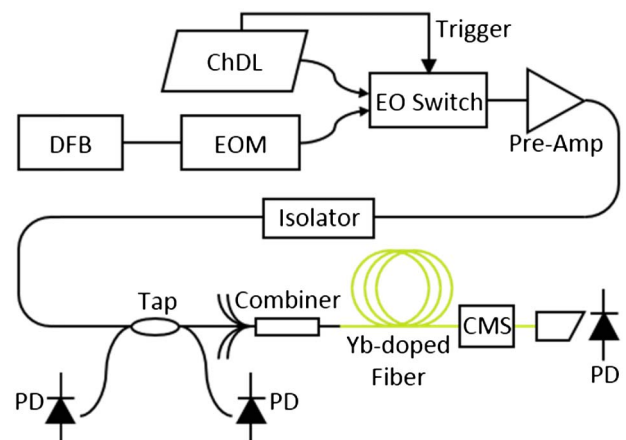 Trigger
ChDL
EO Switch
DFB
EOM
Pre-Amp
Isolator
Tap
Combiner
CMS
Yb-doped
Fiber
PD
PD
PD